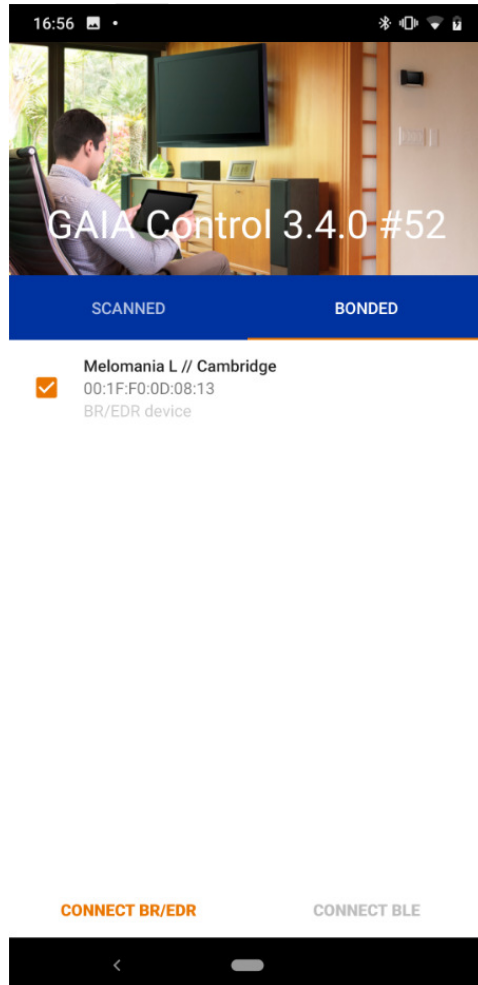 16:56
GAIA Control 3.4.0 #52
SCANNED BONDED
Melomania L // Cambridge
00:1F:F0:0D:08:13
BR/EDR device
CONNECT BR/EDR CONNECT BLE